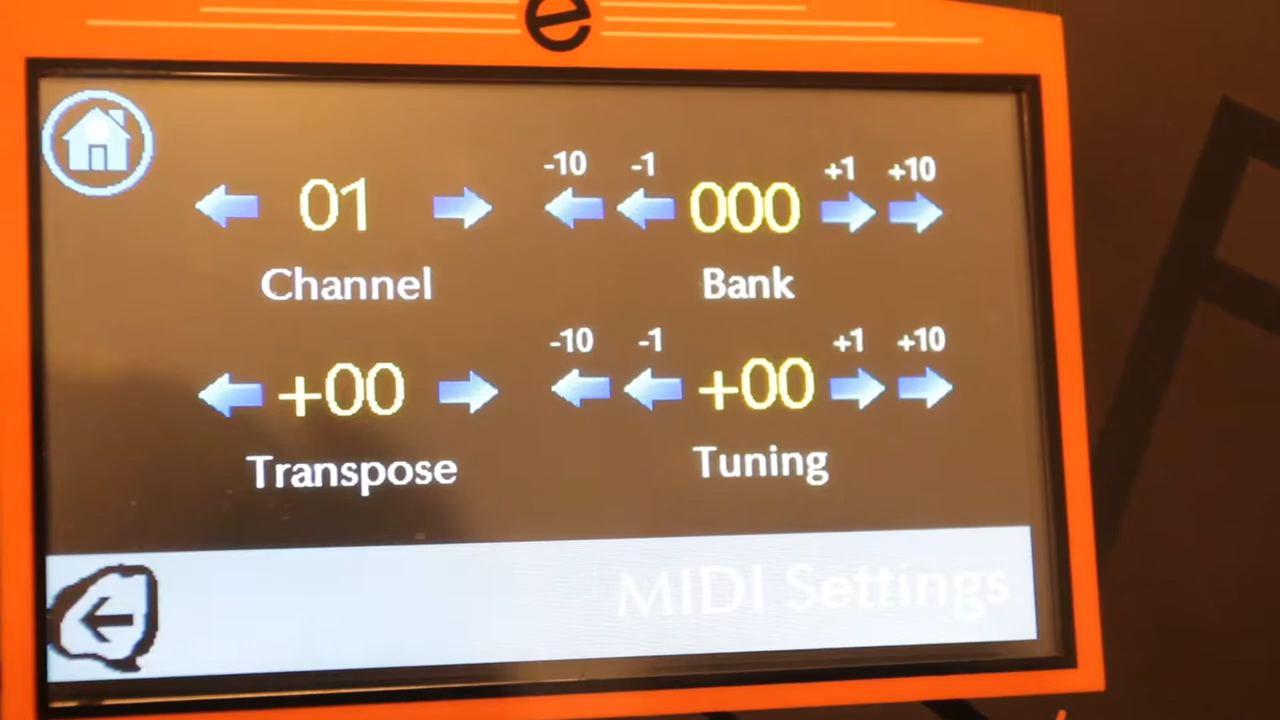 e
01
Channel
-10 -1 000 +1 +10
Bank
+00
Transpose
-10 -1 +00 +1 +10
Tuning
MIDI Settings